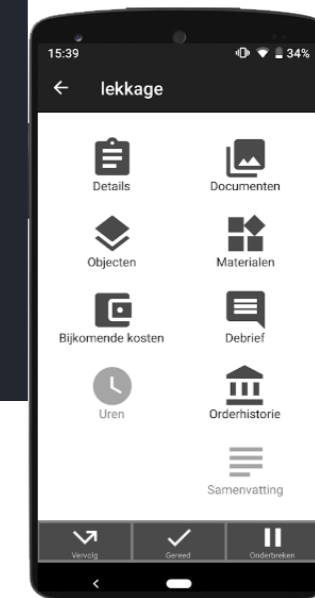 15:39 34%
lekkage
Details Documenten
Objecten Materialen
Bijkomende kosten Debrief
Uren Orderhistorie
Samenvatting
Vervolg Gereed Onderbreken